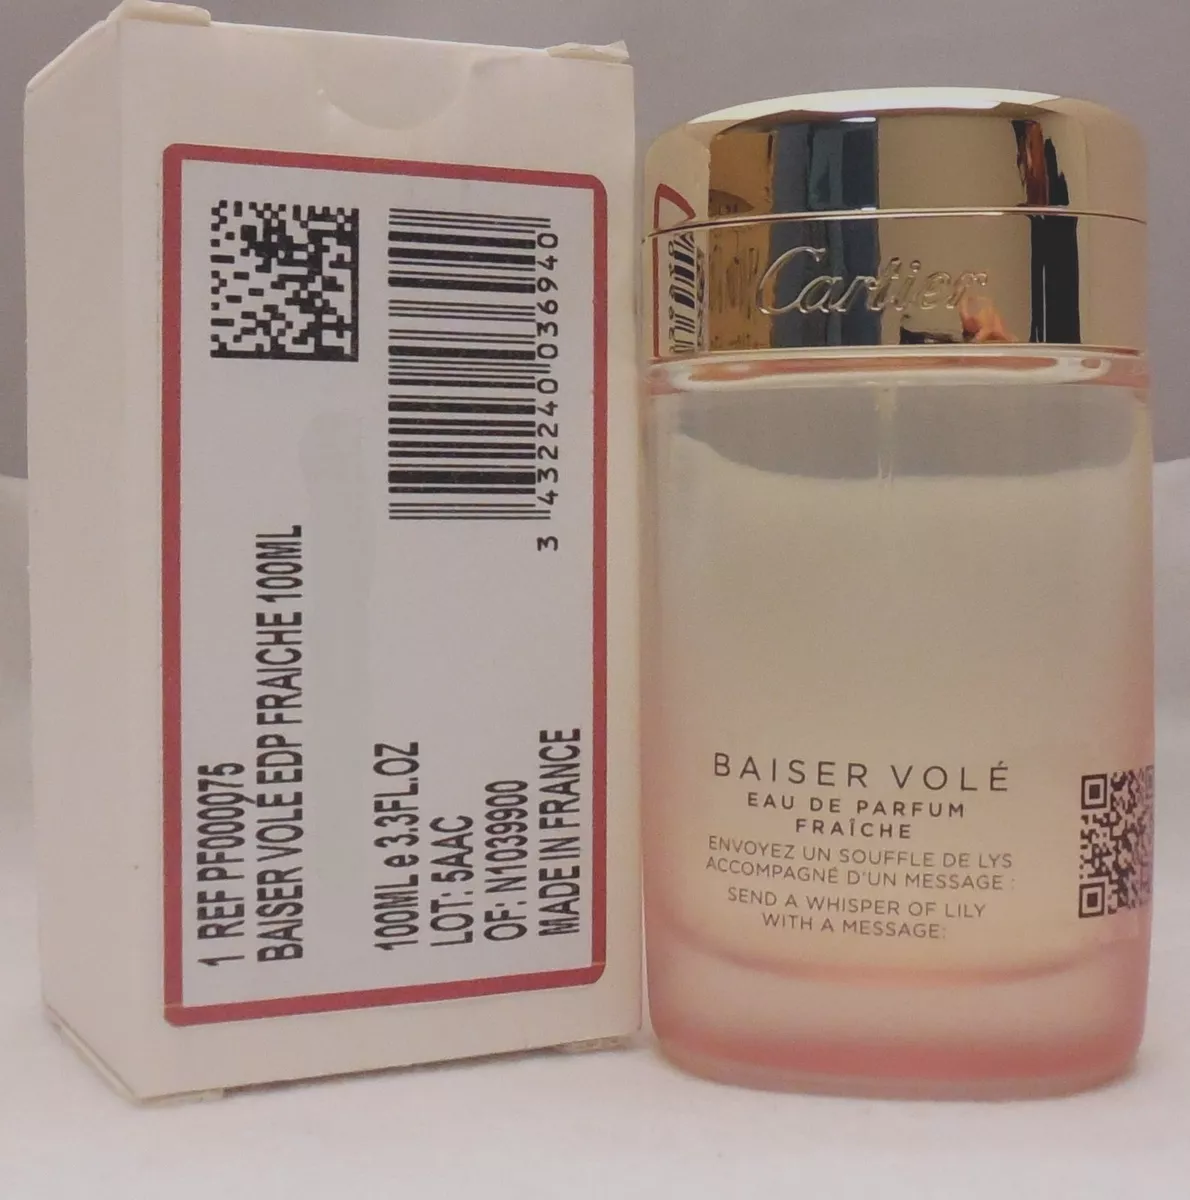 1 REF PF000075
BAISER VOLE EDP FRAICHE 100ML
100ML e 3.3FL.OZ
LOT: 5AAC
OF: N1039900
MADE IN FRANCE
3 432240 036940
Cartier
BAISER VOLÉ
EAU DE PARFUM
FRAÎCHE
ENVOYEZ UN SOUFFLE DE LYS
ACCOMPAGNÉ D'UN MESSAGE :
SEND A WHISPER OF LILY
WITH A MESSAGE: